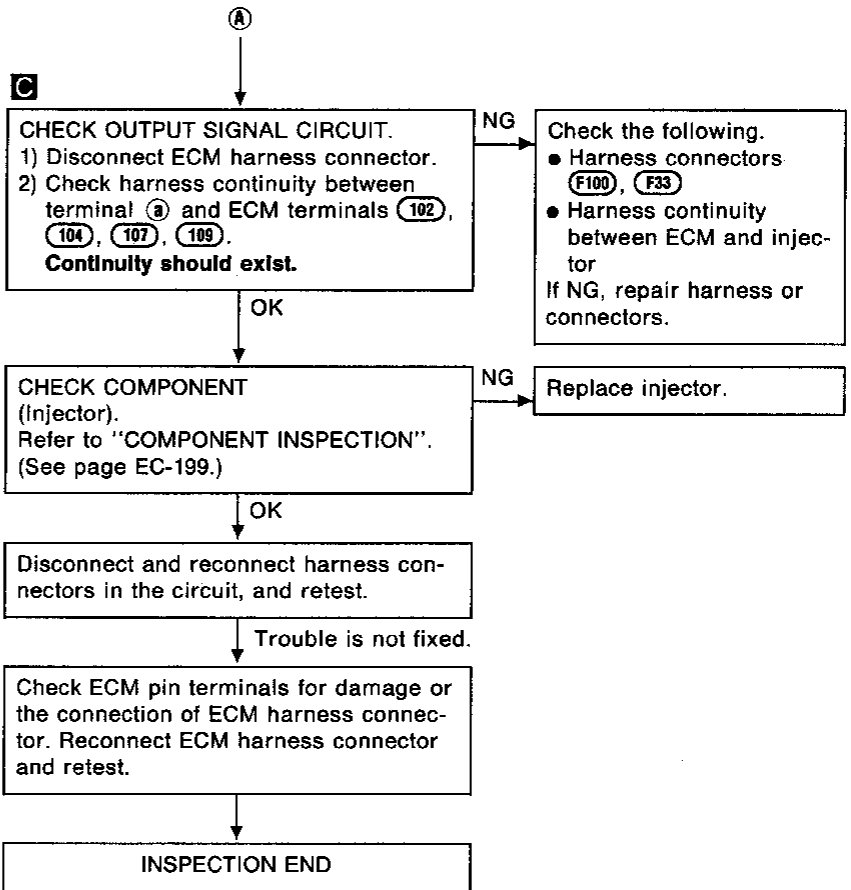 Ⓐ
C
CHECK OUTPUT SIGNAL CIRCUIT.
1) Disconnect ECM harness connector.
2) Check harness continuity between
terminal ⓐ and ECM terminals 102,
104, 107, 109.
Continuity should exist.
NG
Check the following.
● Harness connectors
F100, F33
● Harness continuity
between ECM and injec-
tor
If NG, repair harness or
connectors.
OK
CHECK COMPONENT
(Injector).
Refer to "COMPONENT INSPECTION".
(See page EC-199.)
NG
Replace injector.
OK
Disconnect and reconnect harness con-
nectors in the circuit, and retest.
Trouble is not fixed.
Check ECM pin terminals for damage or
the connection of ECM harness connec-
tor. Reconnect ECM harness connector
and retest.
INSPECTION END